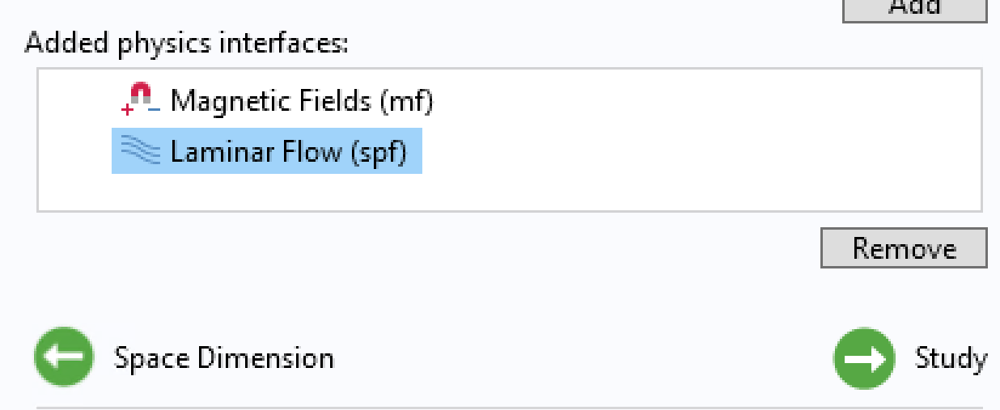 Add
Added physics interfaces:
Magnetic Fields (mf)
Laminar Flow (spf)
Remove
Space Dimension
Study